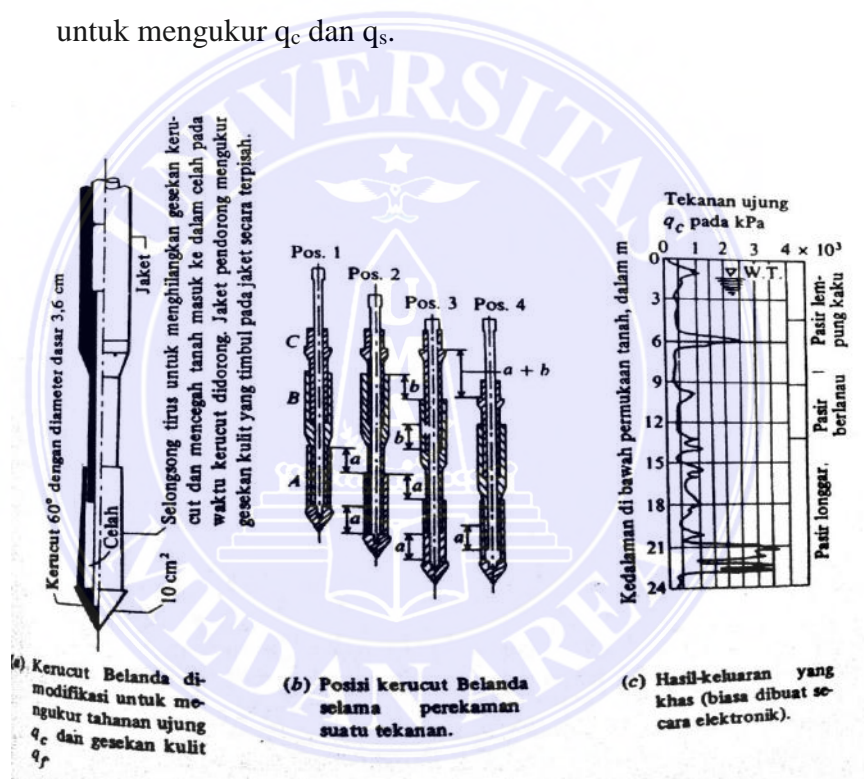 untuk mengukur qc dan qs.
Kerucut 60° dengan diameter dasar 3,6 cm
Jaket
Celah
10 cm²
Selongsong tirus untuk menghilangkan gesekan keru-
cut dan mencegah tanah masuk ke dalam celah pada
waktu kerucut didorong. Jaket pendorong mengukur
gesekan kulit yang timbul pada jaket secara terpisah.
(a) Kerucut Belanda di-
modifikasi untuk me-
ngukur tahanan ujung
qc dan gesekan kulit
qf
Pos. 1
Pos. 2
Pos. 3
Pos. 4
C
B
A
a
a
b
b
a
a
a + b
a
(b) Posisi kerucut Belanda
selama perekaman
suatu tekanan.
Tekanan ujung
qc pada kPa
0 1 2 3 4 × 10³
W.T.
Kedalaman di bawah permukaan tanah, dalam m
0
3
6
9
12
15
18
21
24
Pasir lem-
pung kaku
Pasir
berlanau
Pasir longgar.
(c) Hasil-keluaran yang
khas (biasa dibuat se-
cara elektronik).
UNIVERSITAS
MEDAN AREA
UMA